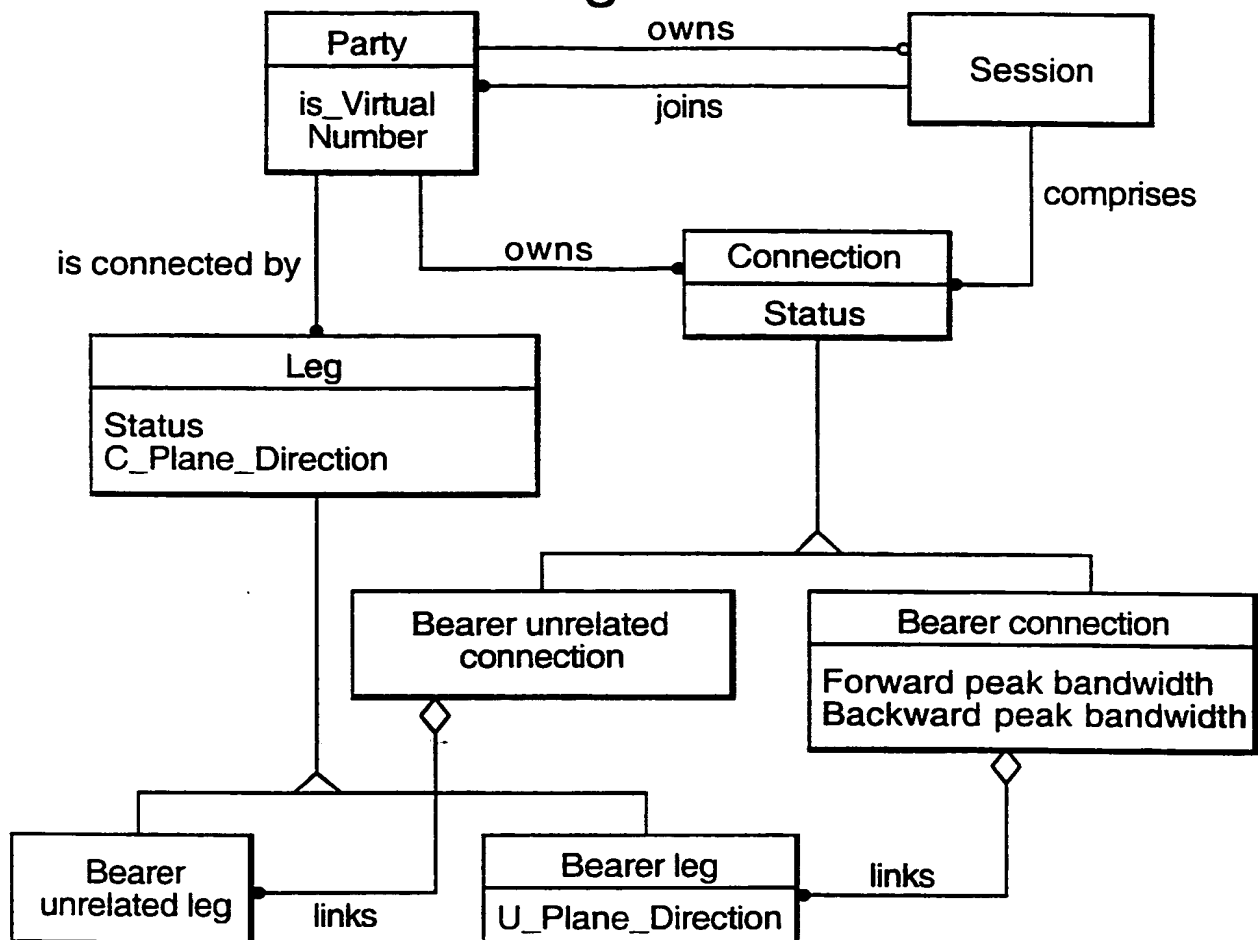 Party
owns
Session
is_Virtual
Number
joins
comprises
is connected by
owns
Connection
Status
Leg
Status
C_Plane_Direction
Bearer unrelated
connection
Bearer connection
Forward peak bandwidth
Backward peak bandwidth
Bearer
unrelated leg
links
Bearer leg
U_Plane_Direction
links